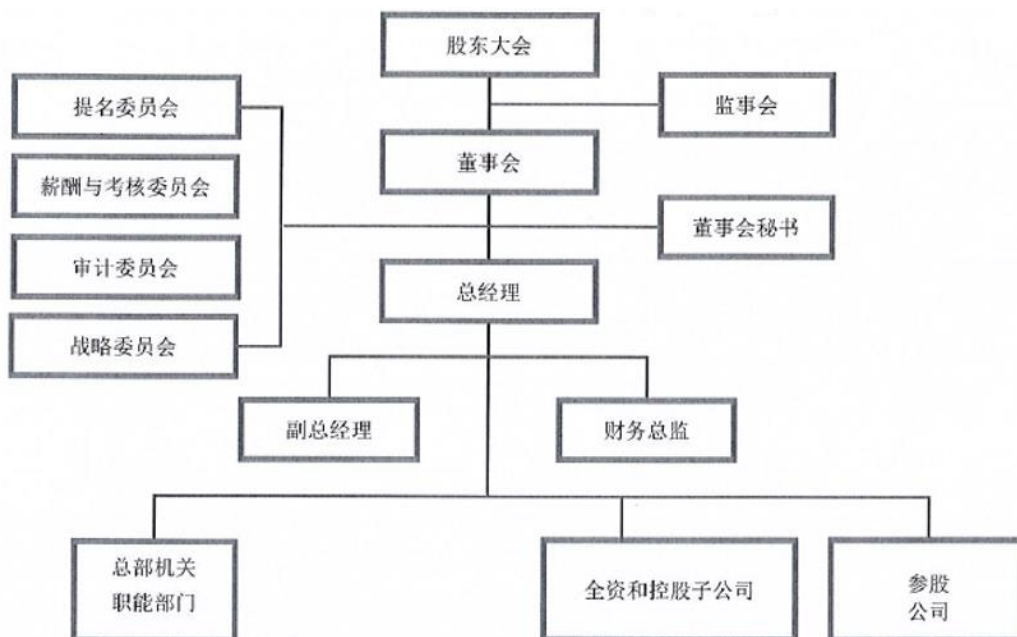 股东大会
提名委员会
监事会
董事会
薪酬与考核委员会
董事会秘书
审计委员会
总经理
战略委员会
副总经理
财务总监
总部机关
职能部门
全资和控股子公司
参股
公司